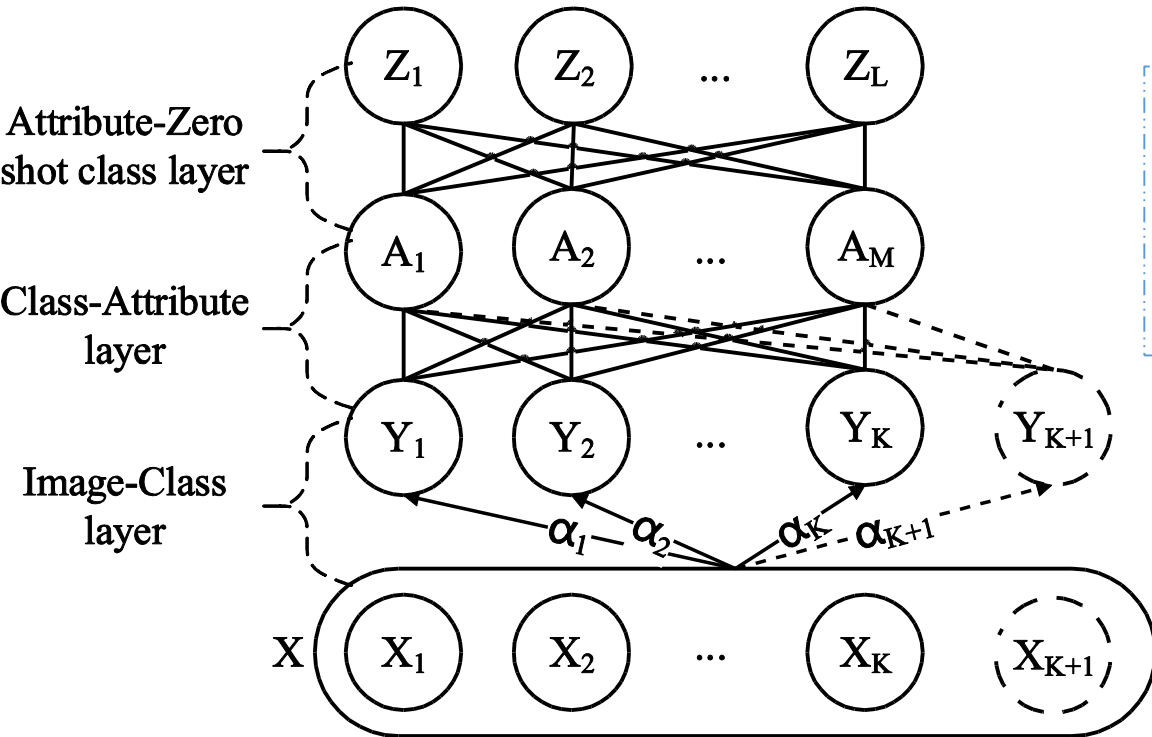 Z1 Z2 ... ZL
Attribute-Zero
shot class layer
A1 A2 ... AM
Class-Attribute
layer
Y1 Y2 ... YK YK+1
Image-Class
layer
α1 α2 αK αK+1
X X1 X2 ... XK XK+1